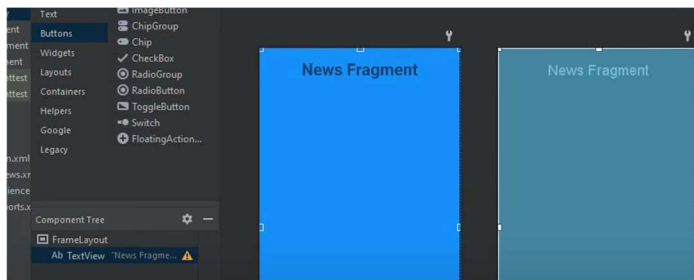 Text
Buttons
Widgets
Layouts
Containers
Helpers
Google
Legacy
ImageButton
ChipGroup
Chip
CheckBox
RadioGroup
RadioButton
ToggleButton
Switch
FloatingAction...
Component Tree
FrameLayout
Ab TextView "News Fragme...
News Fragment
News Fragment